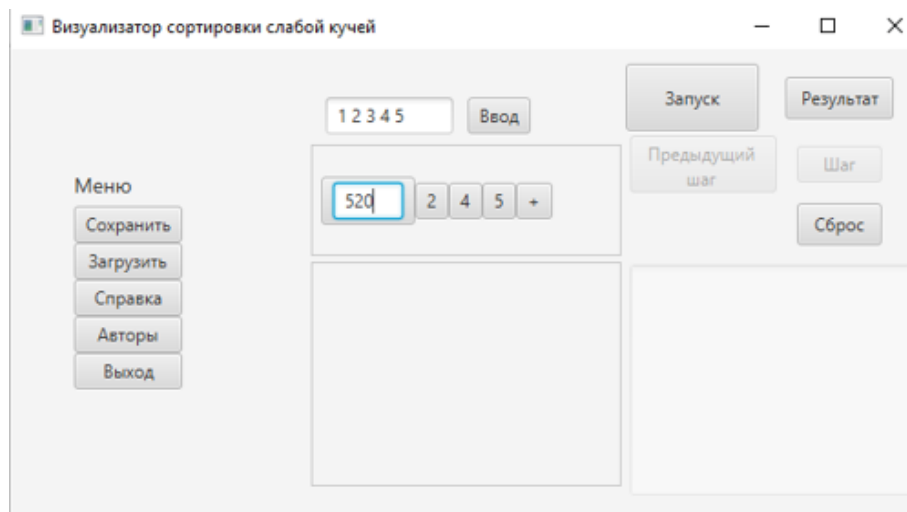 Визуализатор сортировки слабой кучей
1 2 3 4 5
Ввод
Запуск
Результат
Предыдущий
шаг
Шаг
Сброс
Меню
Сохранить
Загрузить
Справка
Авторы
Выход
520 2 4 5 +